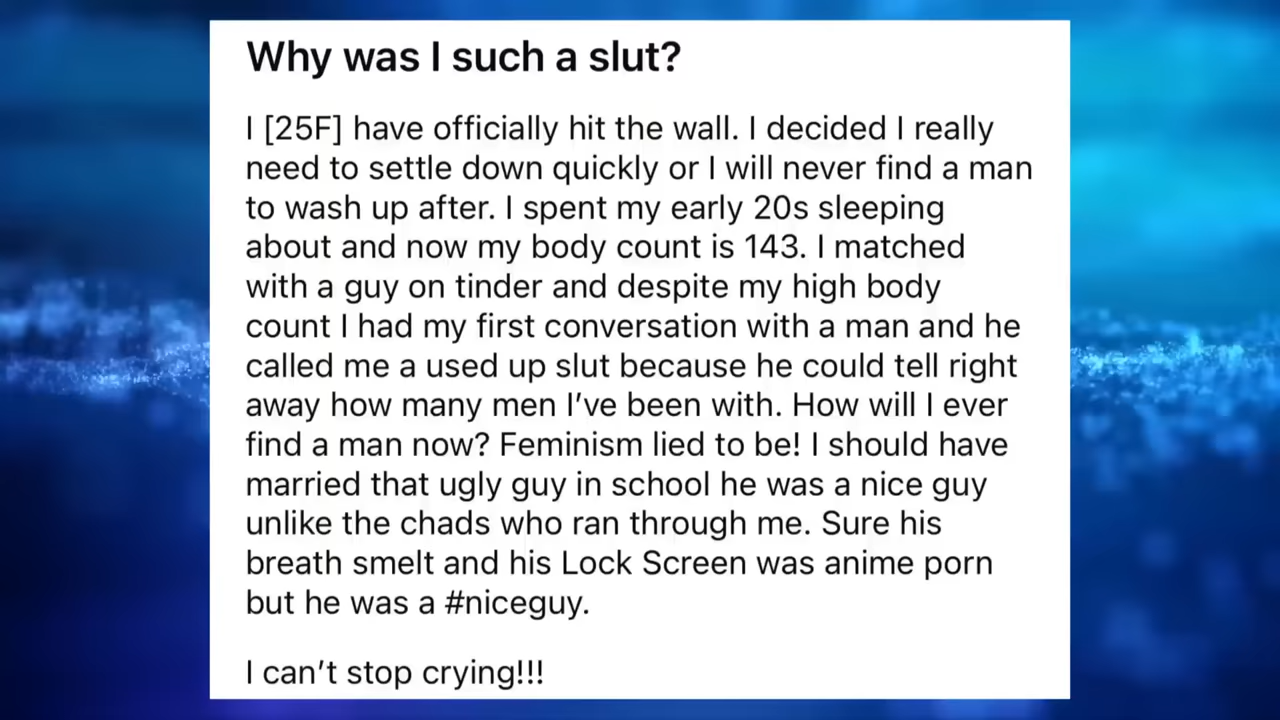 Why was I such a slut?
I [25F] have officially hit the wall. I decided I really
need to settle down quickly or I will never find a man
to wash up after. I spent my early 20s sleeping
about and now my body count is 143. I matched
with a guy on tinder and despite my high body
count I had my first conversation with a man and he
called me a used up slut because he could tell right
away how many men I’ve been with. How will I ever
find a man now? Feminism lied to be! I should have
married that ugly guy in school he was a nice guy
unlike the chads who ran through me. Sure his
breath smelt and his Lock Screen was anime porn
but he was a #niceguy.
I can’t stop crying!!!